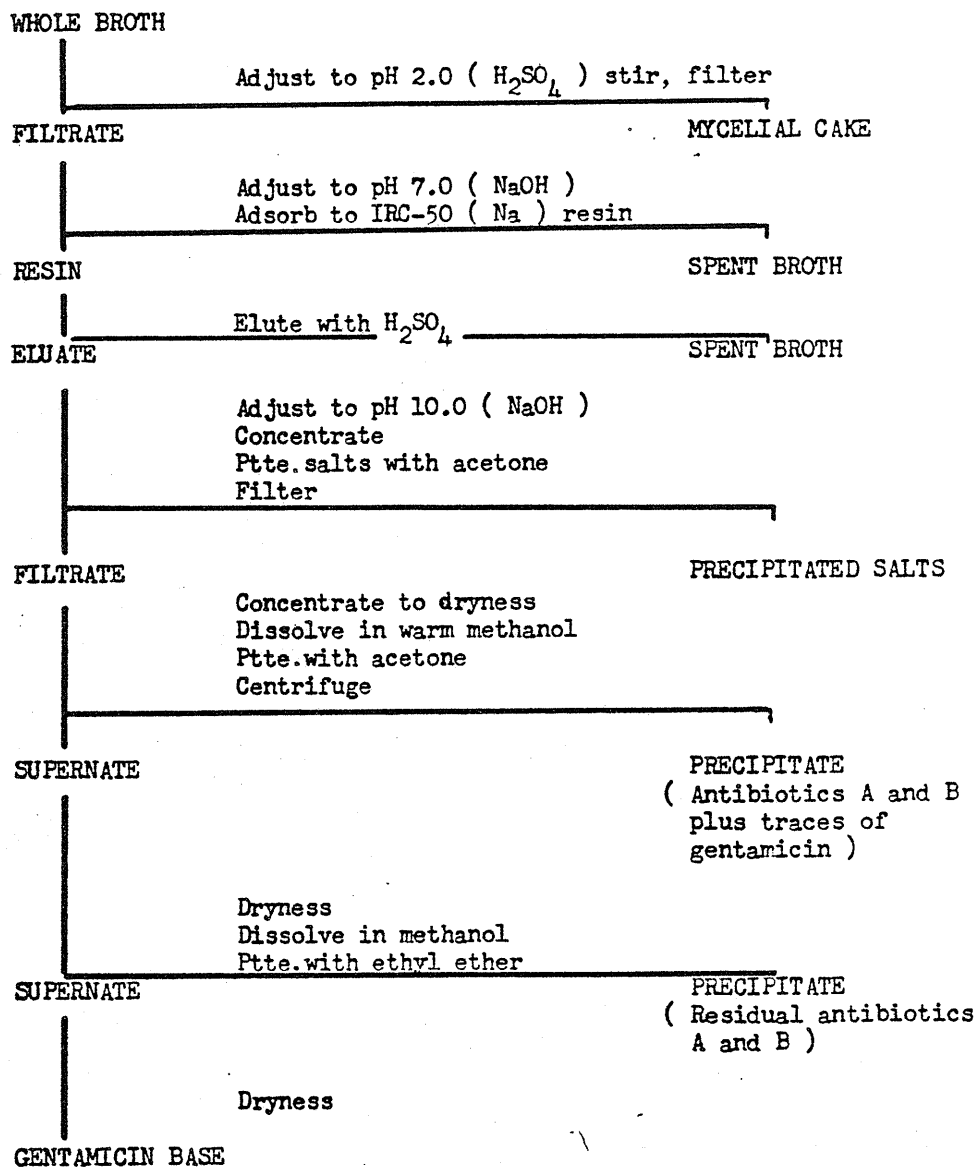 WHOLE BROTH
Adjust to pH 2.0 ( H2SO4 ) stir, filter
FILTRATE
MYCELIAL CAKE
Adjust to pH 7.0 ( NaOH )
Adsorb to IRC-50 ( Na ) resin
RESIN
SPENT BROTH
Elute with H2SO4
ELUATE
SPENT BROTH
Adjust to pH 10.0 ( NaOH )
Concentrate
Ptte.salts with acetone
Filter
FILTRATE
PRECIPITATED SALTS
Concentrate to dryness
Dissolve in warm methanol
Ptte.with acetone
Centrifuge
SUPERNATE
PRECIPITATE
( Antibiotics A and B
plus traces of
gentamicin )
Dryness
Dissolve in methanol
Ptte.with ethyl ether
SUPERNATE
PRECIPITATE
( Residual antibiotics
A and B )
Dryness
GENTAMICIN BASE